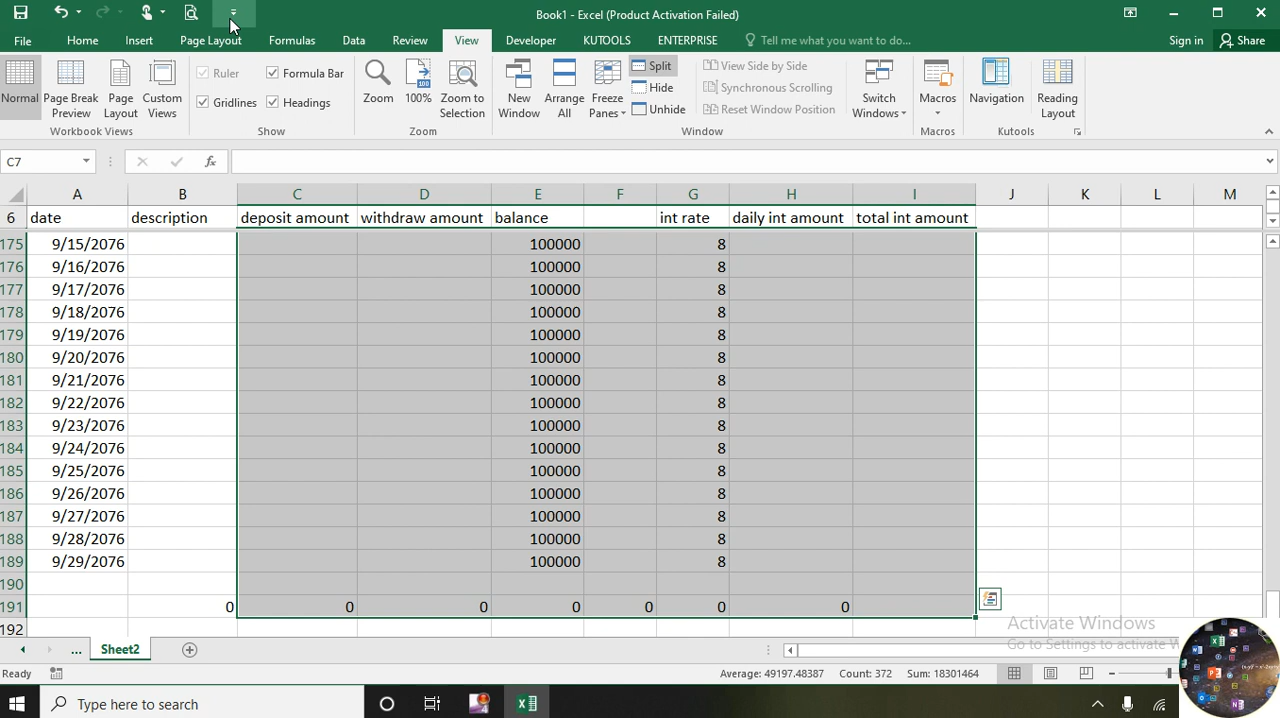 Book1 - Excel (Product Activation Failed)
File Home Insert Page Layout Formulas Data Review View Developer KUTOOLS ENTERPRISE Tell me what you want to do... Sign in Share
Normal Page Break Preview Page Layout Custom Views
Workbook Views
Ruler Formula Bar
Gridlines Headings
Show
Zoom 100% Zoom to Selection
Zoom
New Window Arrange All Freeze Panes
Split
Hide
Unhide
View Side by Side
Synchronous Scrolling
Reset Window Position
Window
Switch Windows
Macros
Macros
Navigation Reading Layout
Kutools
C7 fx
A B C D E F G H I J K L M
6 date description deposit amount withdraw amount balance int rate daily int amount total int amount
175 9/15/2076 100000 8
176 9/16/2076 100000 8
177 9/17/2076 100000 8
178 9/18/2076 100000 8
179 9/19/2076 100000 8
180 9/20/2076 100000 8
181 9/21/2076 100000 8
182 9/22/2076 100000 8
183 9/23/2076 100000 8
184 9/24/2076 100000 8
185 9/25/2076 100000 8
186 9/26/2076 100000 8
187 9/27/2076 100000 8
188 9/28/2076 100000 8
189 9/29/2076 100000 8
190
191 0 0 0 0 0 0 0
192
Activate Windows
Go to Settings to activate W
... Sheet2
Ready Average: 49197.48387 Count: 372 Sum: 18301464
Type here to search